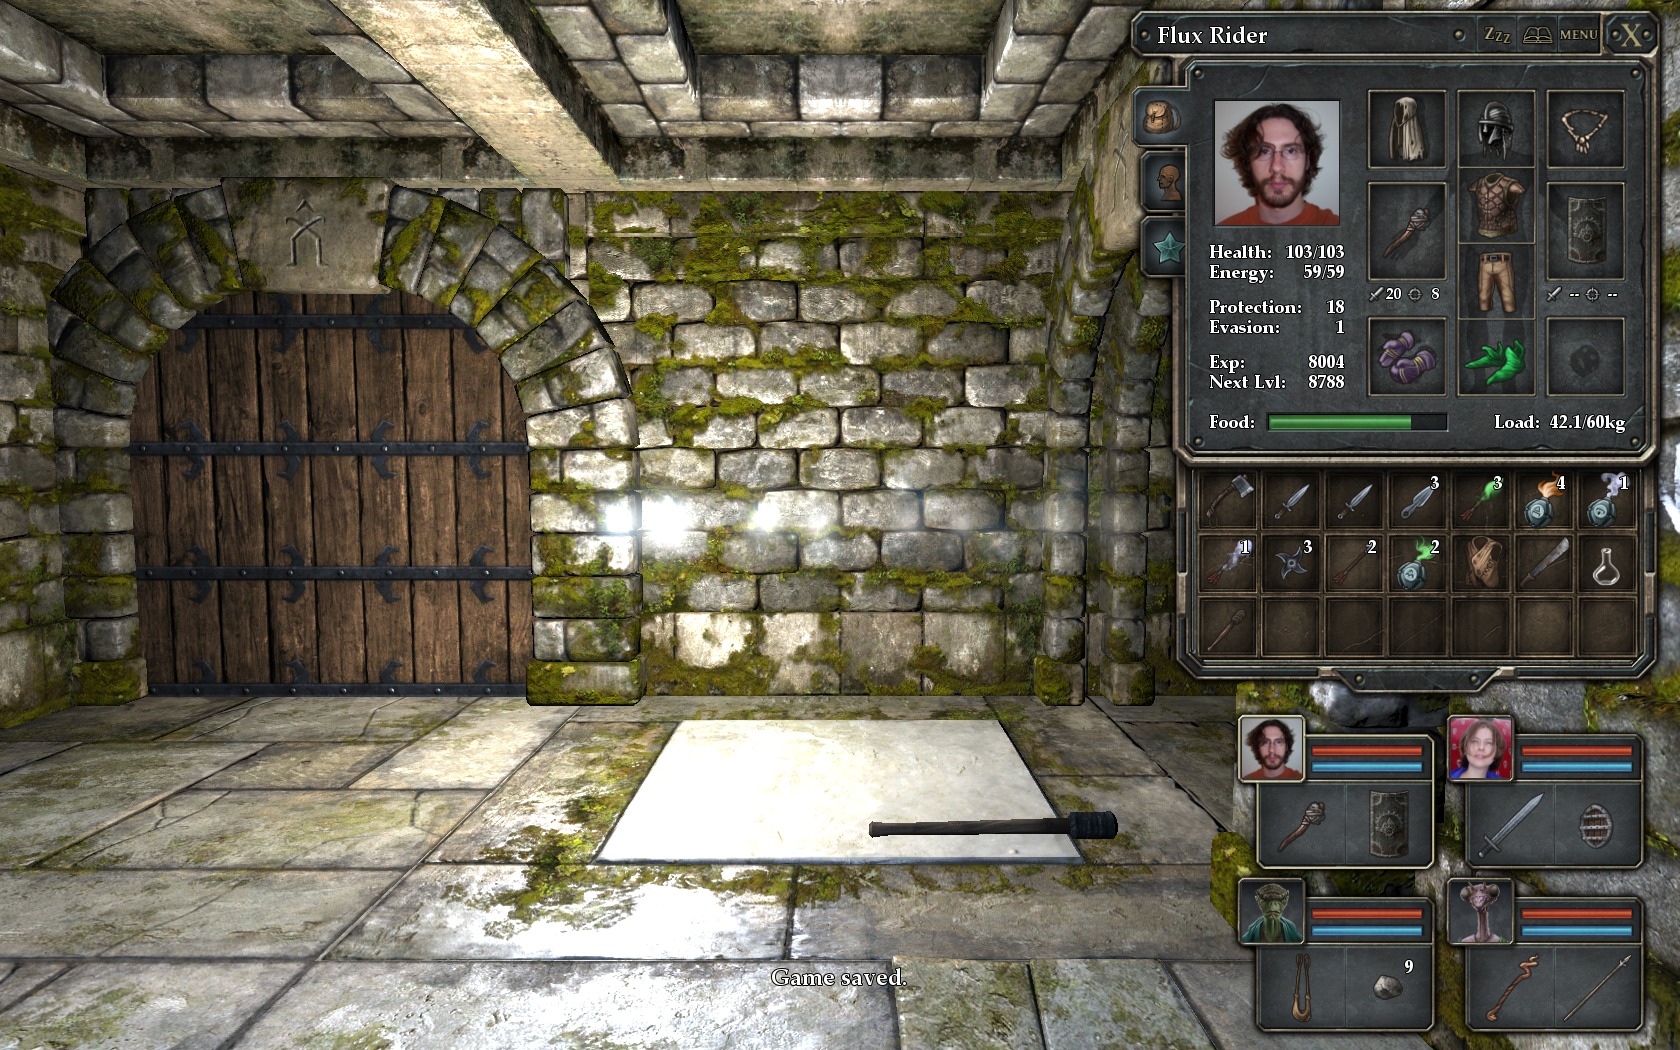 Flux Rider
Zzz
MENU
X
Health: 103/103
Energy: 59/59
Protection: 18
Evasion: 1
Exp: 8004
Next Lvl: 8788
20 8
-- --
Food:
Load: 42.1/60kg
3 3 4 1
1 3 2 2
9
Game saved.